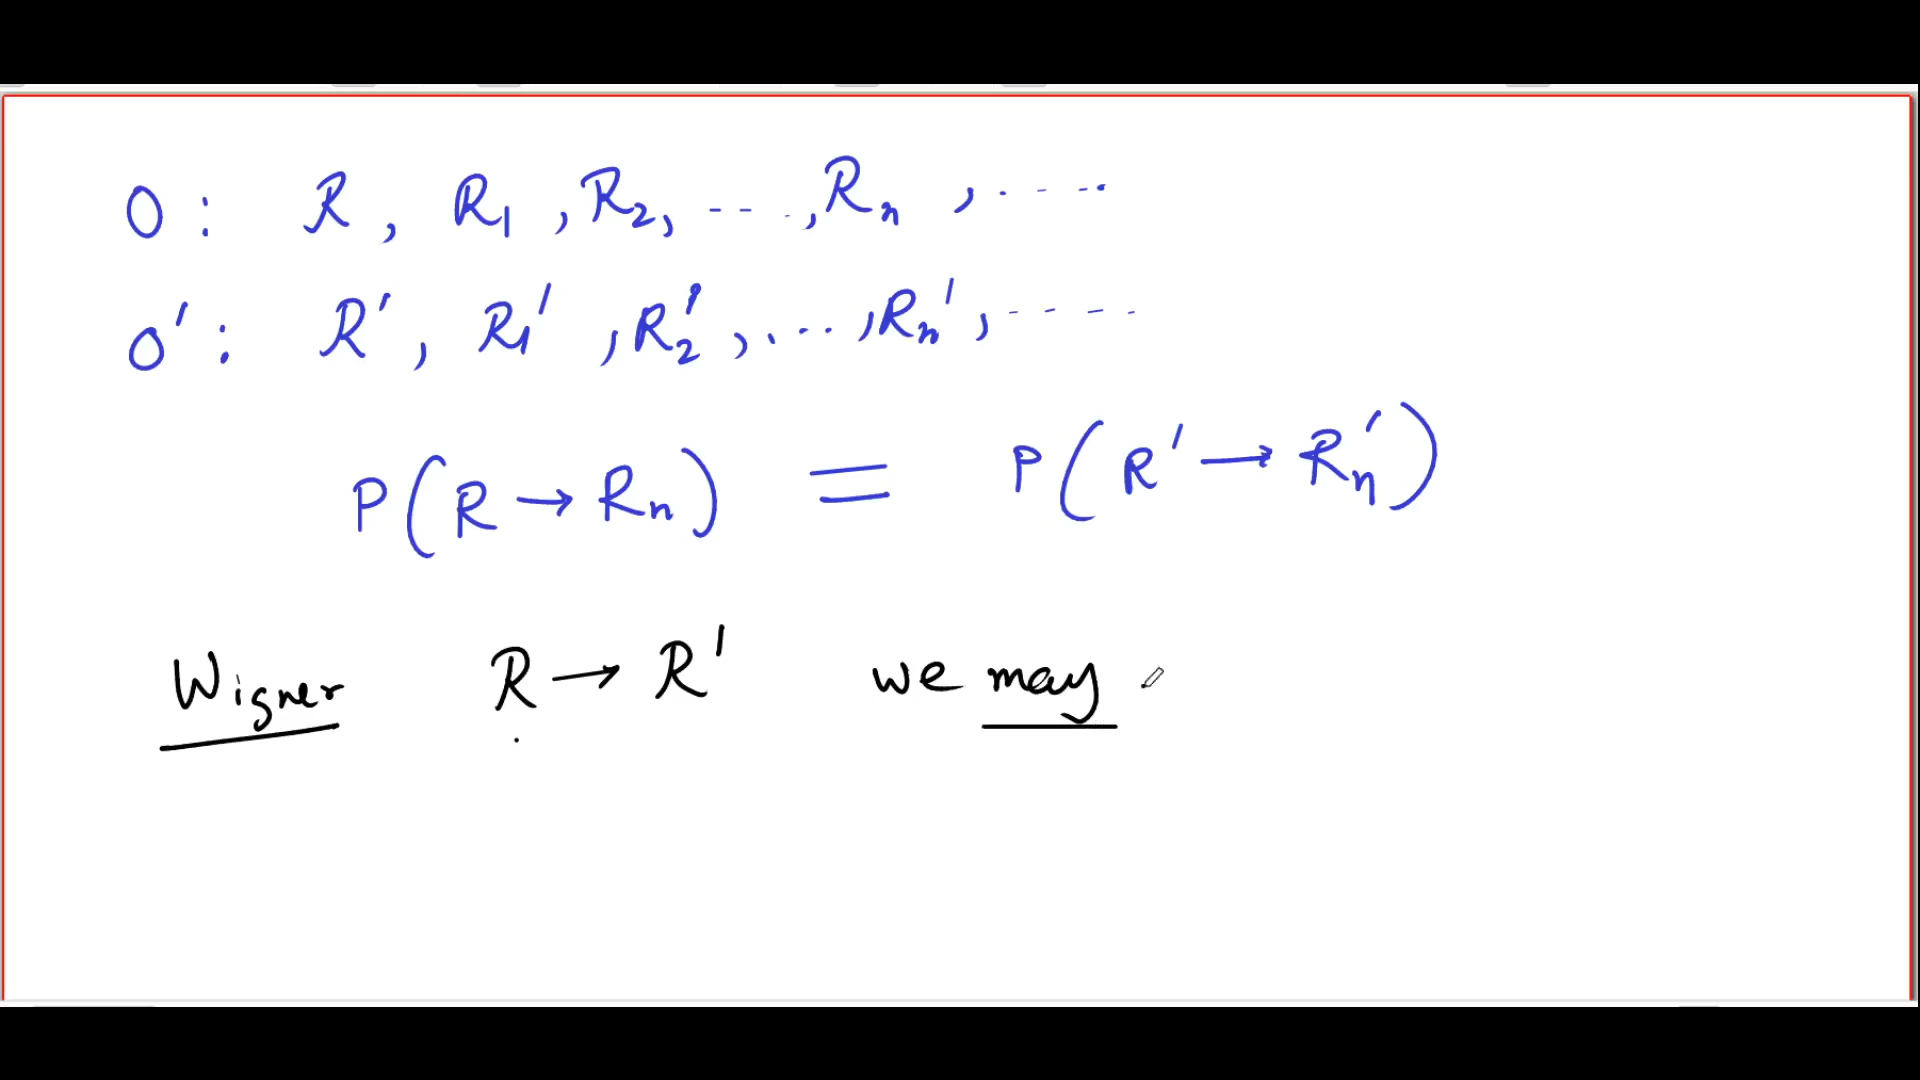 O : R , R₁ , R₂, -- - ., Rₙ , . - - - .
O' : R' , R₁' , R₂' , . ... , Rₙ' , - - - - .
P(R → Rₙ) = P(R' → Rₙ')
Wigner R → R' we may